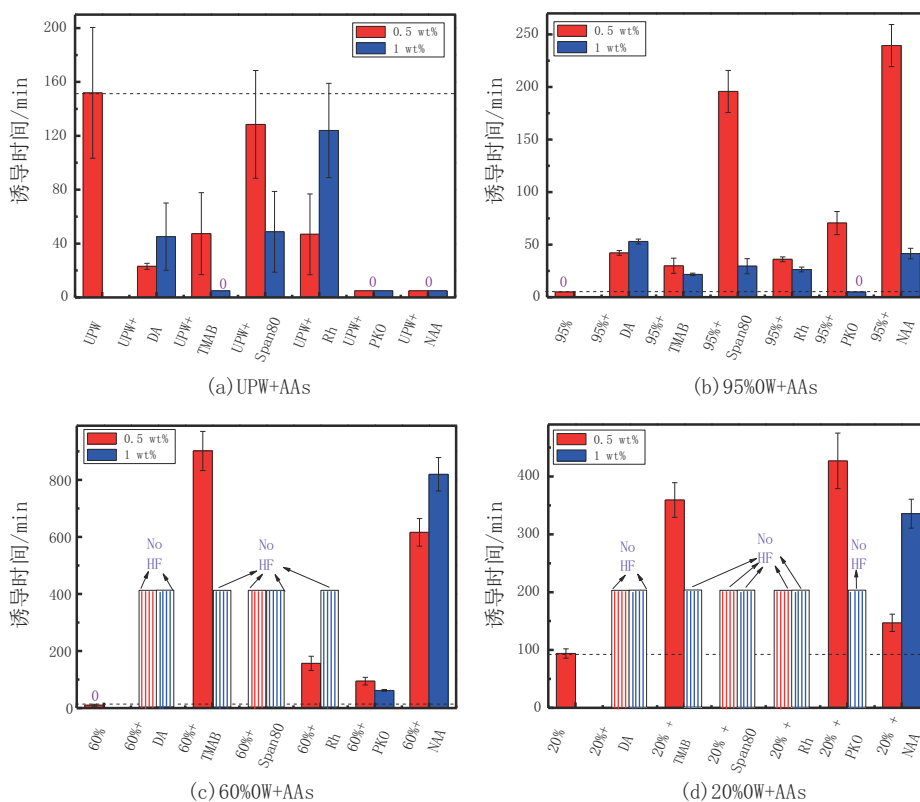 200
160
120
80
40
0
诱导时间/min
0.5 wt%
1 wt%
0
0
0
UPW
UPW+
DA
UPW+
TMAB
UPW+
Span80
UPW+
Rh
UPW+
PKO
UPW+
NAA
(a)UPW+AAs
250
200
150
100
50
0
诱导时间/min
0.5 wt%
1 wt%
0
0
95%
95%+
DA
95%+
TMAB
95%+
Span80
95%+
Rh
95%+
PKO
95%+
NAA
(b)95%OW+AAs
800
600
400
200
0
诱导时间/min
0.5 wt%
1 wt%
No
HF
No
HF
0
60%
60%+
DA
60%+
TMAB
60%+
Span80
60%+
Rh
60%+
PKO
60%+
NAA
(c)60%OW+AAs
400
300
200
100
0
诱导时间/min
0.5 wt%
1 wt%
No
HF
No
HF
No
HF
20%
20%+
DA
20% +
TMAB
20% +
Span80
20% +
Rh
20% +
PKO
20% +
NAA
(d)20%OW+AAs